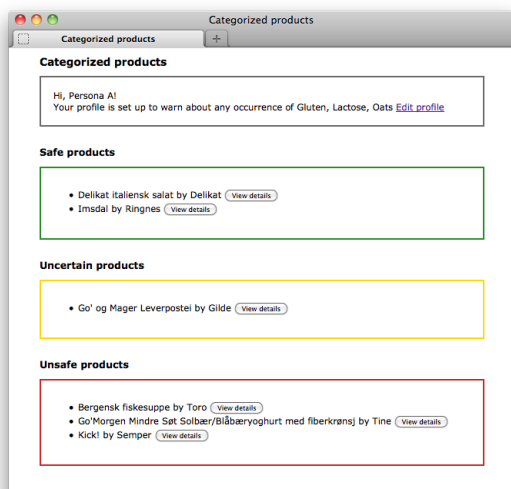 Categorized products
Categorized products
Categorized products
Hi, Persona A!
Your profile is set up to warn about any occurrence of Gluten, Lactose, Oats Edit profile
Safe products
Delikat italiensk salat by Delikat View details
Imsdal by Ringnes View details
Uncertain products
Go' og Mager Leverpostei by Gilde View details
Unsafe products
Bergensk fiskesuppe by Toro View details
Go'Morgen Mindre Søt Solbær/Blåbæryoghurt med fiberkrønsj by Tine View details
Kick! by Semper View details